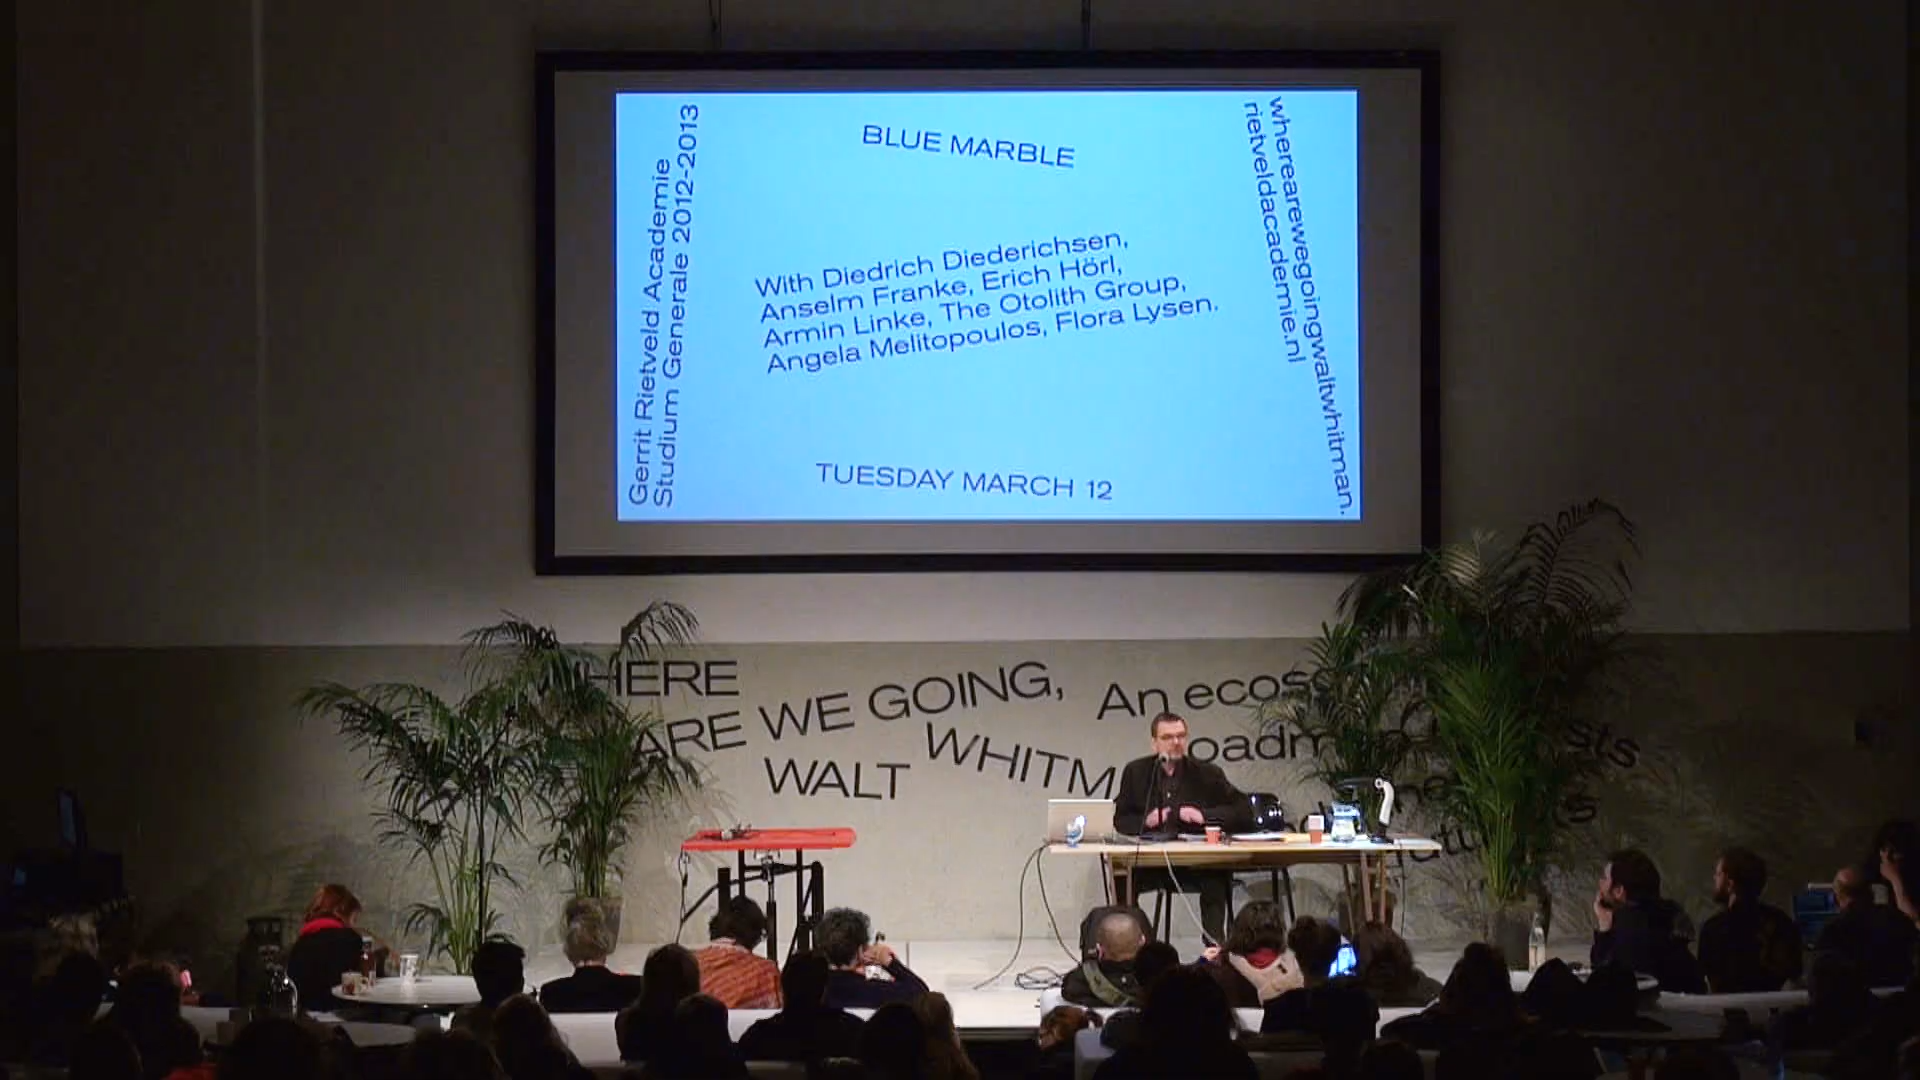 Gerrit Rietveld Academie
Studium Generale 2012-2013
BLUE MARBLE
With Diedrich Diederichsen,
Anselm Franke, Erich Hörl,
Armin Linke, The Otolith Group,
Angela Melitopoulos, Flora Lysen.
TUESDAY MARCH 12
wherearewegoingwaltwhitman.
rietveldacademie.nl
WHERE
ARE WE GOING,
WALT
An